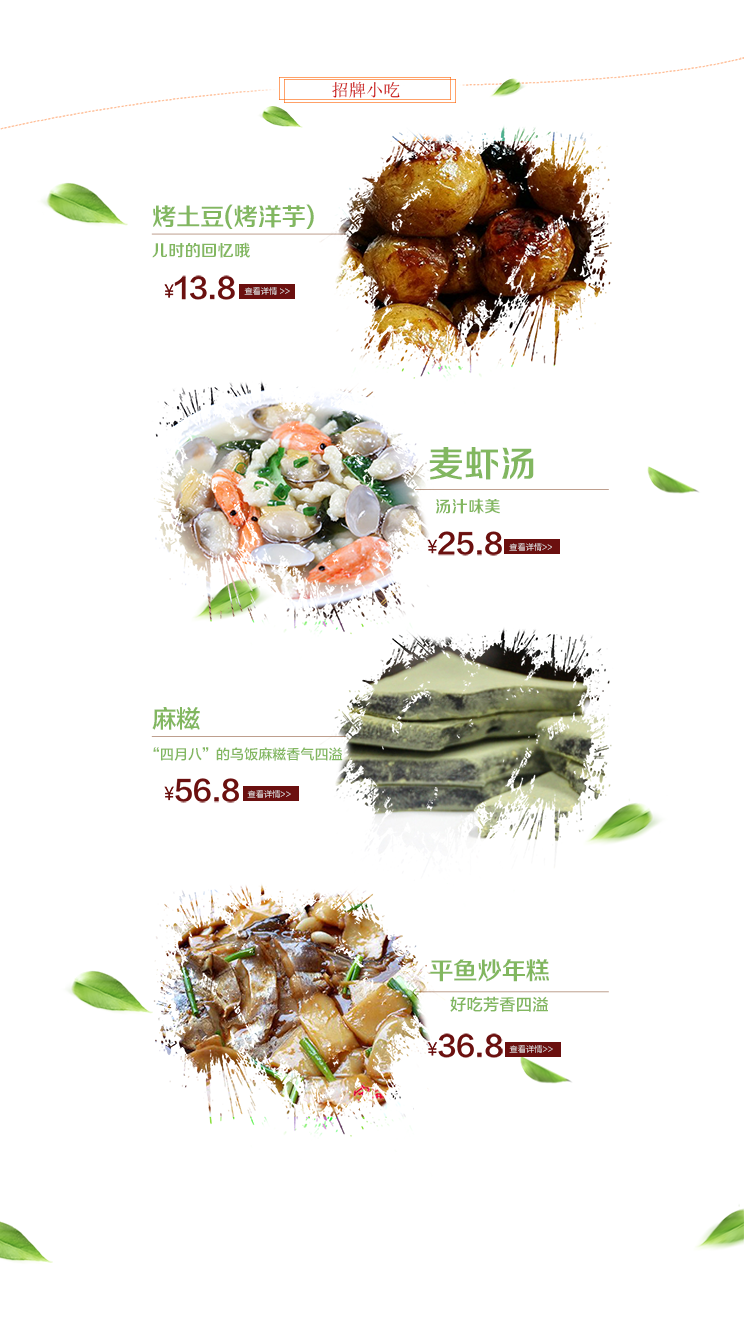 招牌小吃
烤土豆(烤洋芋)
儿时的回忆哦
¥13.8 查看详情 >>
麦虾汤
汤汁味美
¥25.8 查看详情>>
麻糍
“四月八”的乌饭麻糍香气四溢
¥56.8 查看详情>>
平鱼炒年糕
好吃芳香四溢
¥36.8 查看详情>>